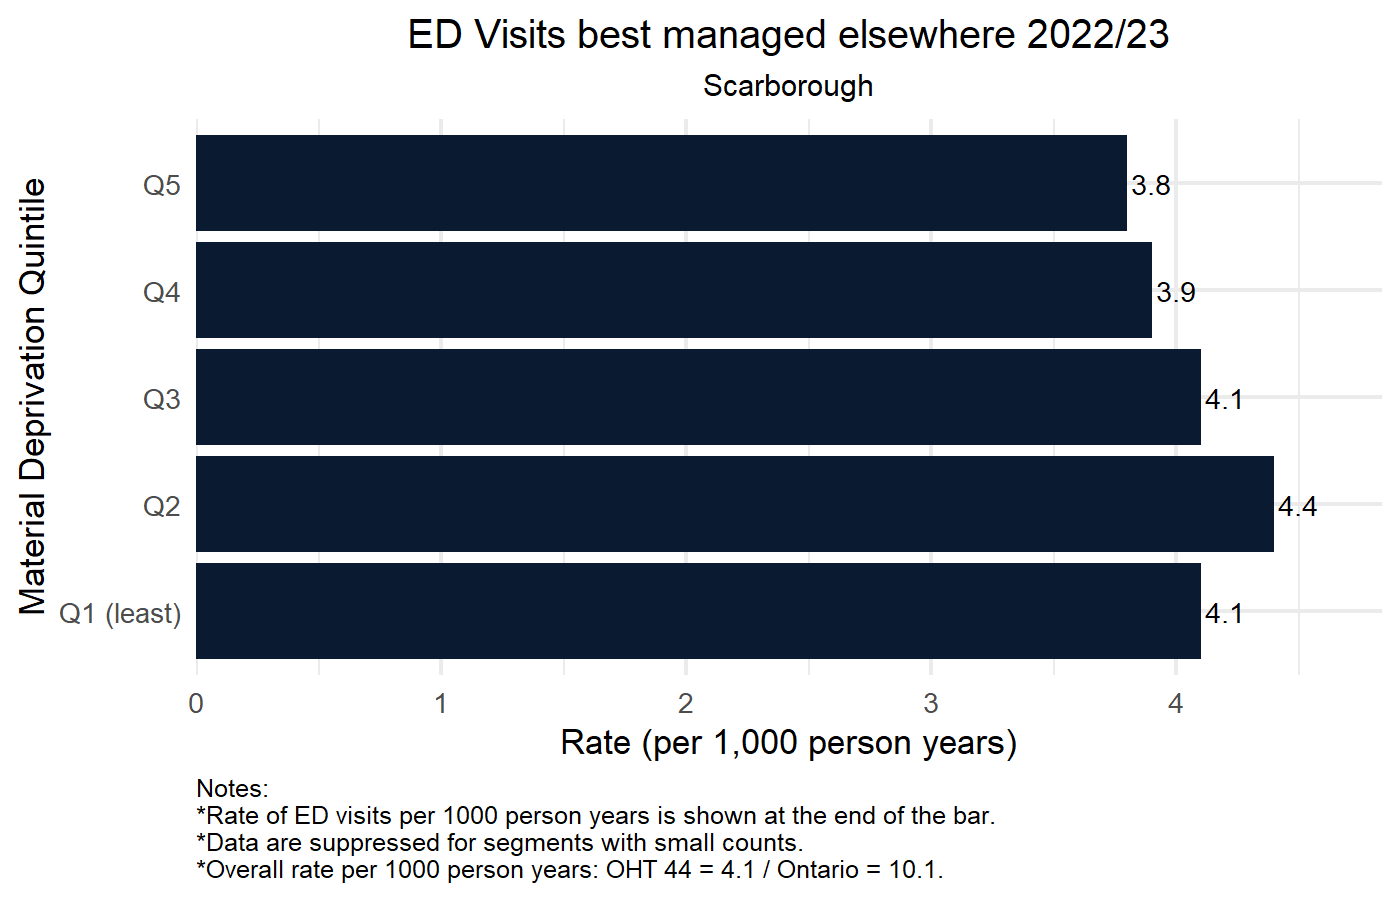 ED Visits best managed elsewhere 2022/23
Scarborough
Material Deprivation Quintile
Q5
3.8
Q4
3.9
Q3
4.1
Q2
4.4
Q1 (least)
4.1
0 1 2 3 4
Rate (per 1,000 person years)
Notes:
*Rate of ED visits per 1000 person years is shown at the end of the bar.
*Data are suppressed for segments with small counts.
*Overall rate per 1000 person years: OHT 44 = 4.1 / Ontario = 10.1.